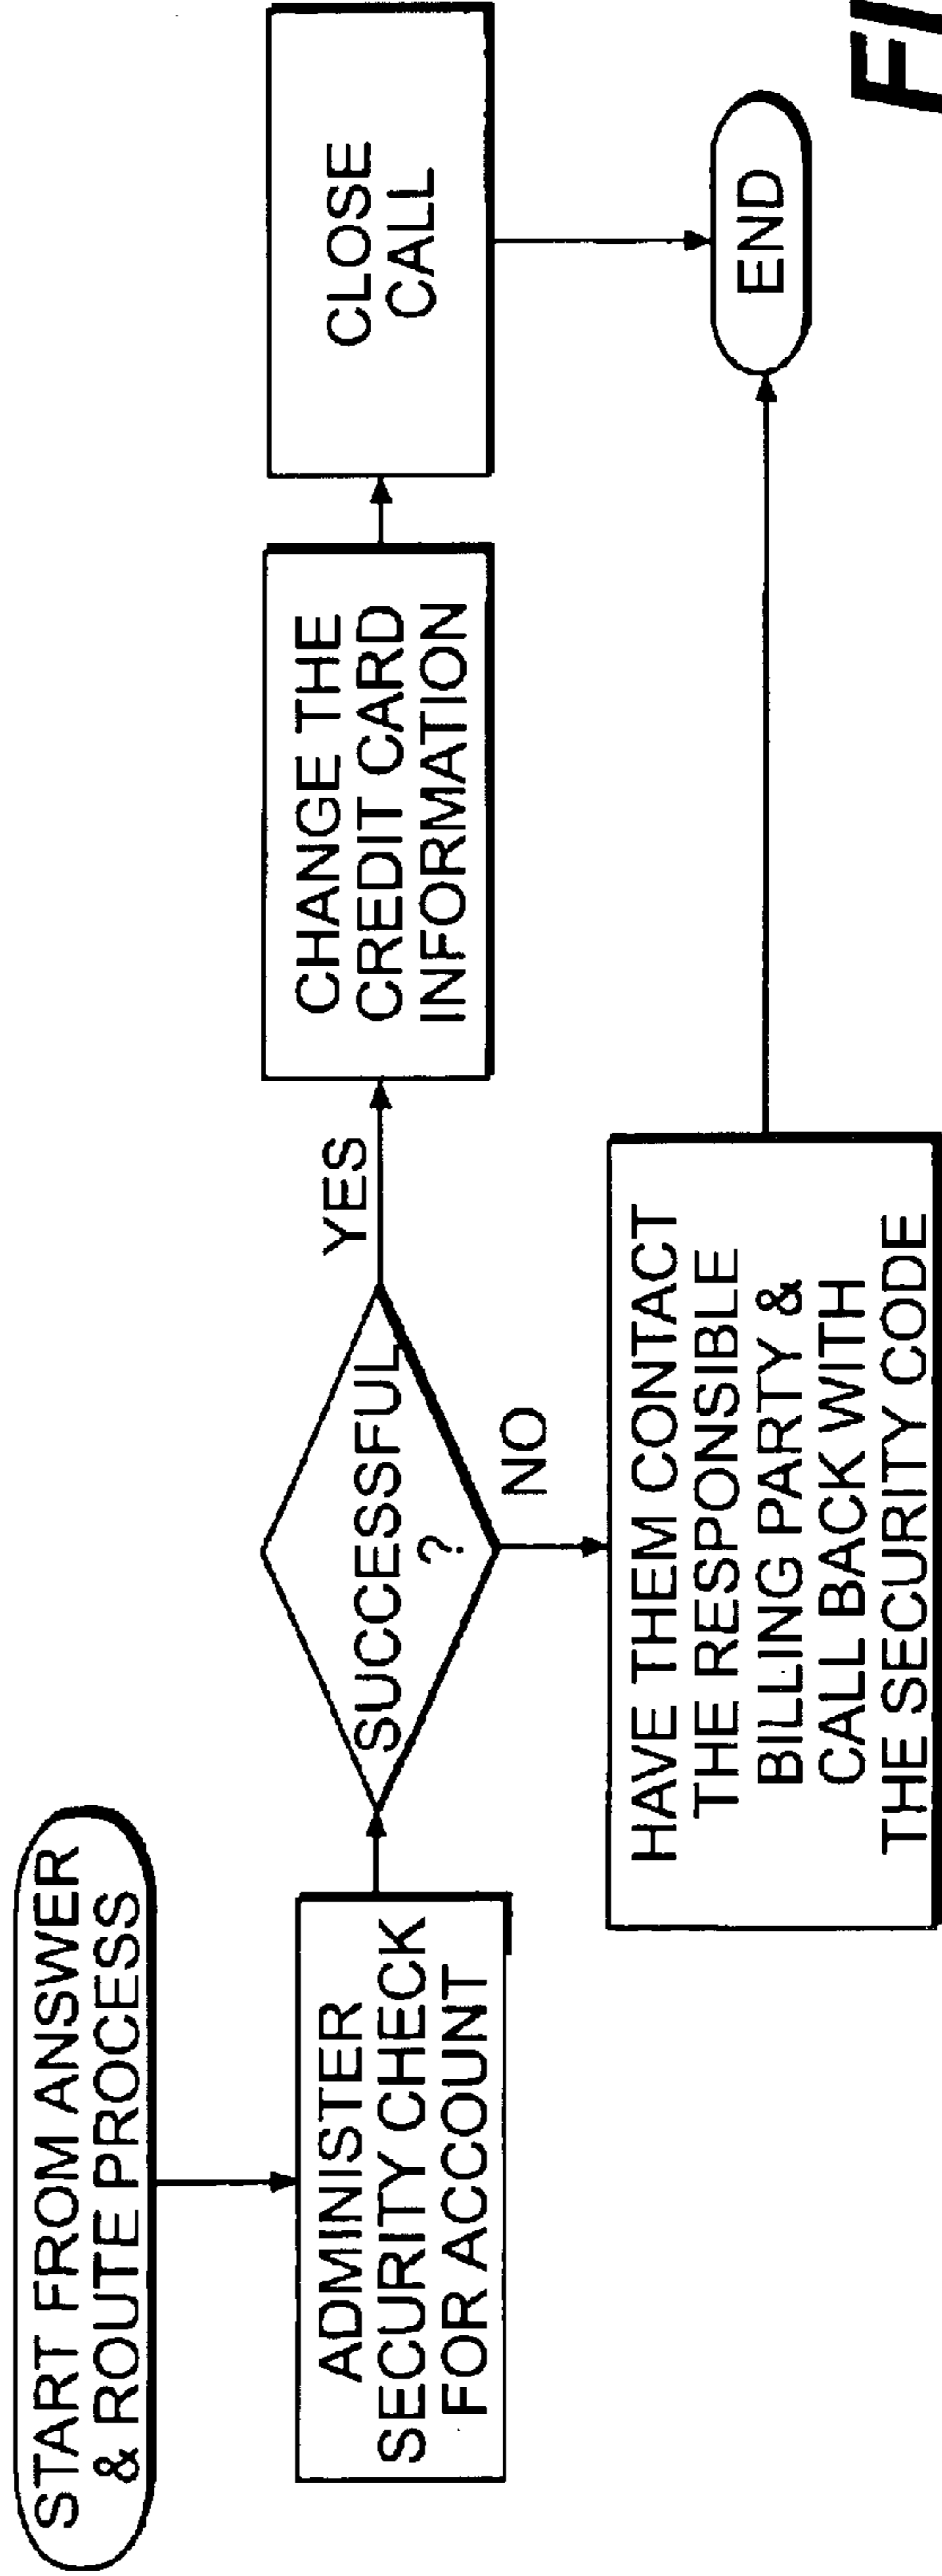 START FROM ANSWER
& ROUTE PROCESS
ADMINISTER
SECURITY CHECK
FOR ACCOUNT
SUCCESSFUL
?
YES
NO
CHANGE THE
CREDIT CARD
INFORMATION
CLOSE
CALL
HAVE THEM CONTACT
THE RESPONSIBLE
BILLING PARTY &
CALL BACK WITH
THE SECURITY CODE
END